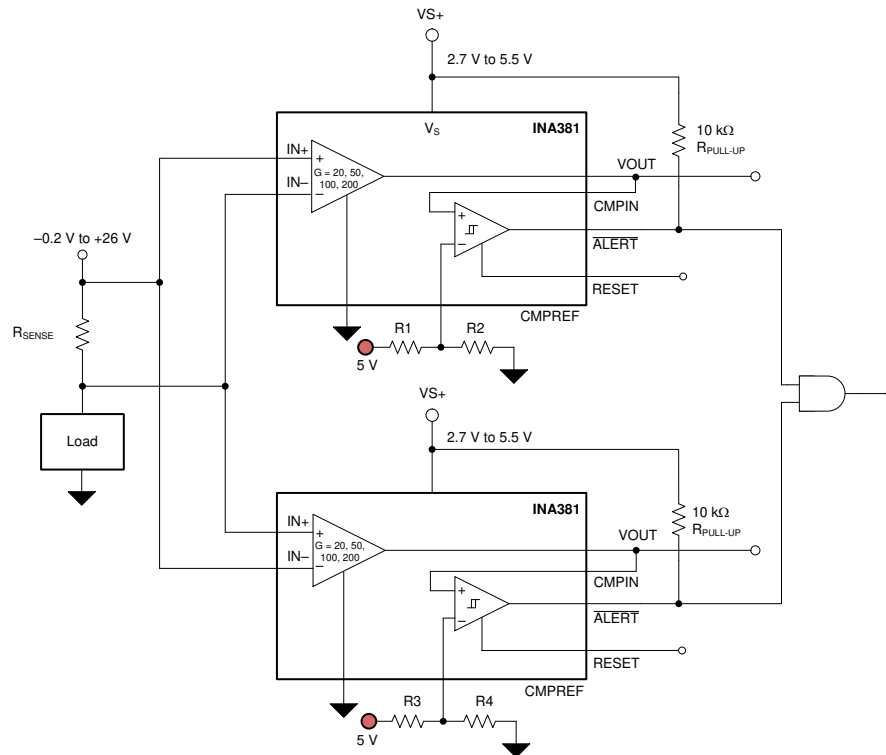 VS+
2.7 V to 5.5 V
VS
INA381
10 kΩ
RPULL-UP
IN+
+
G = 20, 50,
100, 200
IN–
–
VOUT
CMPIN
+
–
ALERT
RESET
CMPREF
–0.2 V to +26 V
RSENSE
R1
R2
5 V
Load
VS+
2.7 V to 5.5 V
INA381
10 kΩ
RPULL-UP
IN+
+
G = 20, 50,
100, 200
IN–
–
VOUT
CMPIN
+
–
ALERT
RESET
CMPREF
R3
R4
5 V